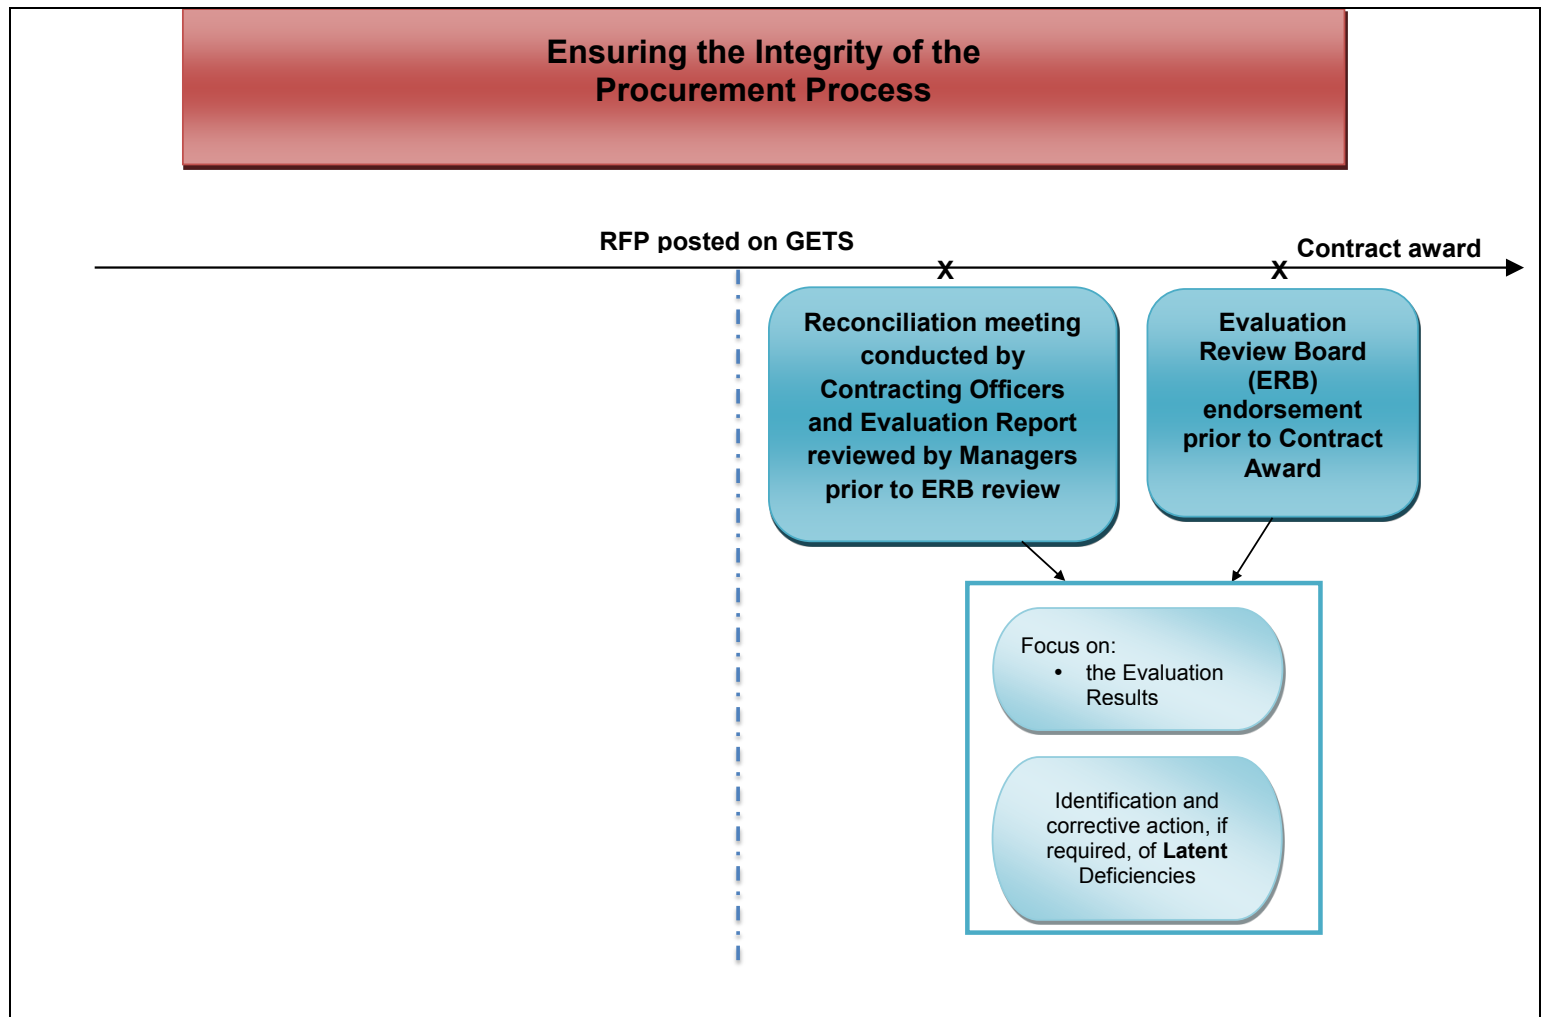 Ensuring the Integrity of the
Procurement Process
RFP posted on GETS
Contract award
X
X
Reconciliation meeting
conducted by
Contracting Officers
and Evaluation Report
reviewed by Managers
prior to ERB review
Evaluation
Review Board
(ERB)
endorsement
prior to Contract
Award
Focus on:
• the Evaluation
Results
Identification and
corrective action, if
required, of Latent
Deficiencies